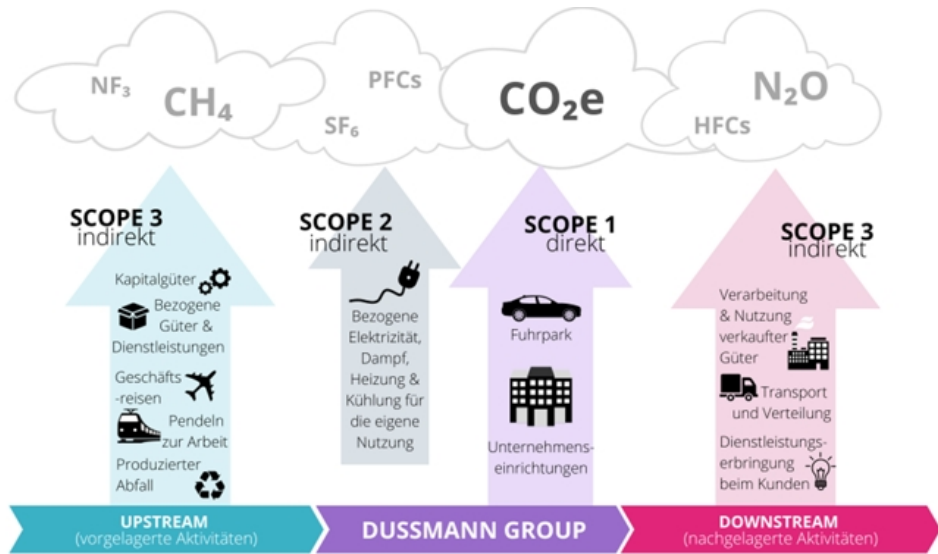 NF₃
CH₄
PFCs
SF₆
CO₂e
N₂O
HFCs
SCOPE 3
indirekt
Kapitalgüter
Bezogene
Güter &
Dienstleistungen
Geschäfts
-reisen
Pendeln
zur Arbeit
Produzierter
Abfall
SCOPE 2
indirekt
Bezogene
Elektrizität,
Dampf,
Heizung &
Kühlung für
die eigene
Nutzung
SCOPE 1
direkt
Fuhrpark
Unternehmens-
einrichtungen
SCOPE 3
indirekt
Verarbeitung
& Nutzung
verkaufter
Güter
Transport
und Verteilung
Dienstleistungs-
erbringung
beim Kunden
UPSTREAM
(vorgelagerte Aktivitäten)
DUSSMANN GROUP
DOWNSTREAM
(nachgelagerte Aktivitäten)